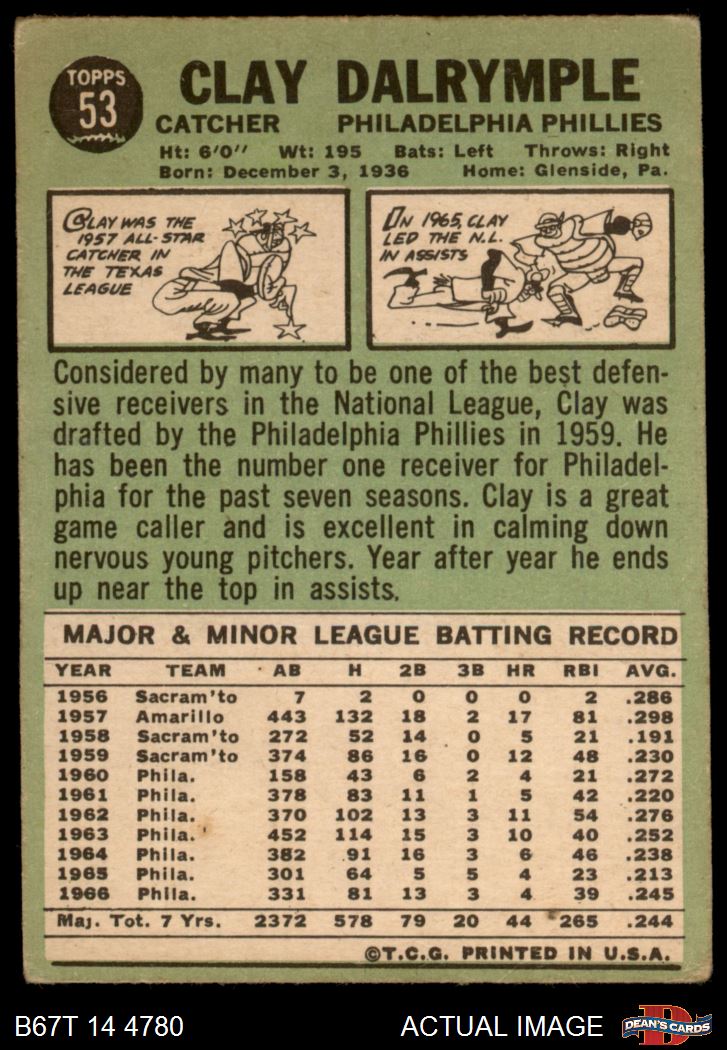 TOPPS
53
CLAY DALRYMPLE
CATCHER PHILADELPHIA PHILLIES
Ht: 6'0" Wt: 195 Bats: Left Throws: Right
Born: December 3, 1936 Home: Glenside, Pa.
CLAY WAS THE
1957 ALL-STAR
CATCHER IN
THE TEXAS
LEAGUE
IN 1965, CLAY
LED THE N.L.
IN ASSISTS
Considered by many to be one of the best defen-
sive receivers in the National League, Clay was
drafted by the Philadelphia Phillies in 1959. He
has been the number one receiver for Philadel-
phia for the past seven seasons. Clay is a great
game caller and is excellent in calming down
nervous young pitchers. Year after year he ends
up near the top in assists.
MAJOR & MINOR LEAGUE BATTING RECORD
YEAR TEAM AB H 2B 3B HR RBI AVG.
1956 Sacram'to 7 2 0 0 0 2 .286
1957 Amarillo 443 132 18 2 17 81 .298
1958 Sacram'to 272 52 14 0 5 21 .191
1959 Sacram'to 374 86 16 0 12 48 .230
1960 Phila. 158 43 6 2 4 21 .272
1961 Phila. 378 83 11 1 5 42 .220
1962 Phila. 370 102 13 3 11 54 .276
1963 Phila. 452 114 15 3 10 40 .252
1964 Phila. 382 91 16 3 6 46 .238
1965 Phila. 301 64 5 5 4 23 .213
1966 Phila. 331 81 13 3 4 39 .245
Maj. Tot. 7 Yrs. 2372 578 79 20 44 265 .244
©T.C.G. PRINTED IN U.S.A.
B67T 14 4780 ACTUAL IMAGE
D
DEAN'S CARDS